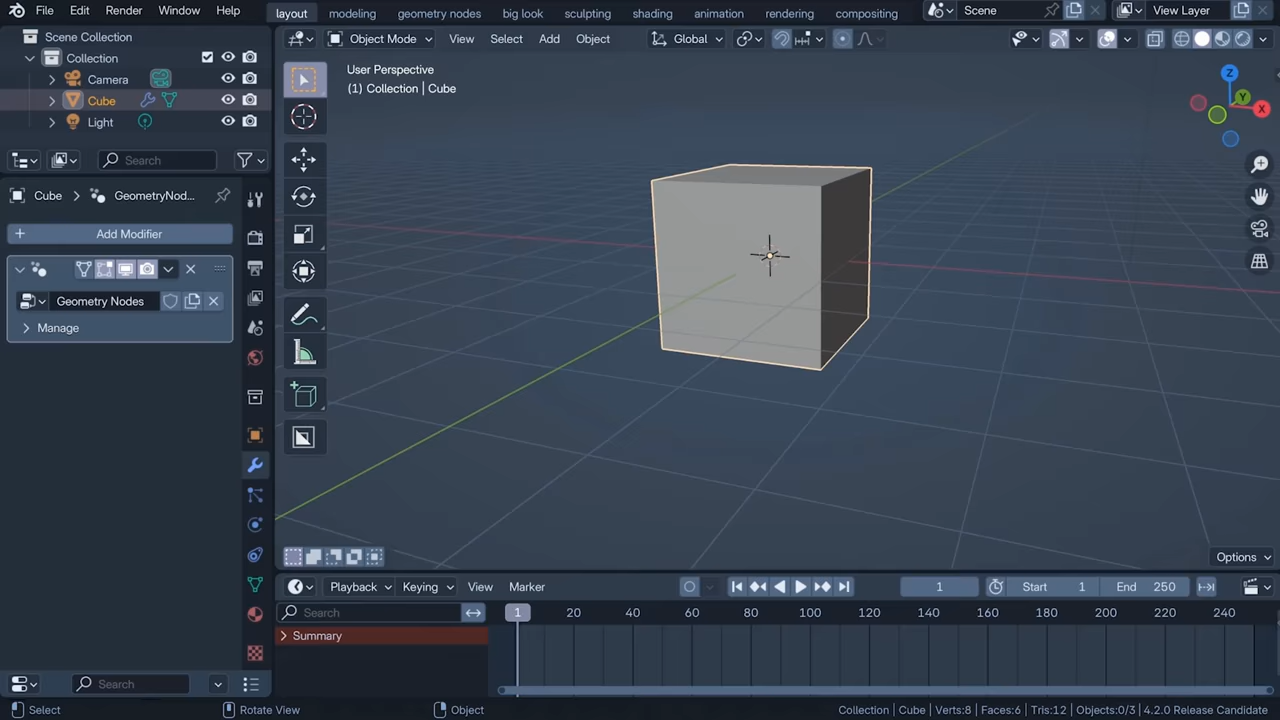 File Edit Render Window Help layout modeling geometry nodes big look sculpting shading animation rendering compositing Scene View Layer
Scene Collection
Collection
Camera
Cube
Light
Search
Cube GeometryNod...
Add Modifier
Geometry Nodes
Manage
Search
Object Mode View Select Add Object Global
User Perspective
(1) Collection | Cube
Z
Y
X
Options
Playback Keying View Marker 1 Start 1 End 250
Search 1 20 40 60 80 100 120 140 160 180 200 220 240
Summary
Select Rotate View Object Collection | Cube | Verts:8 | Faces:6 | Tris:12 | Objects:0/3 | 4.2.0 Release Candidate